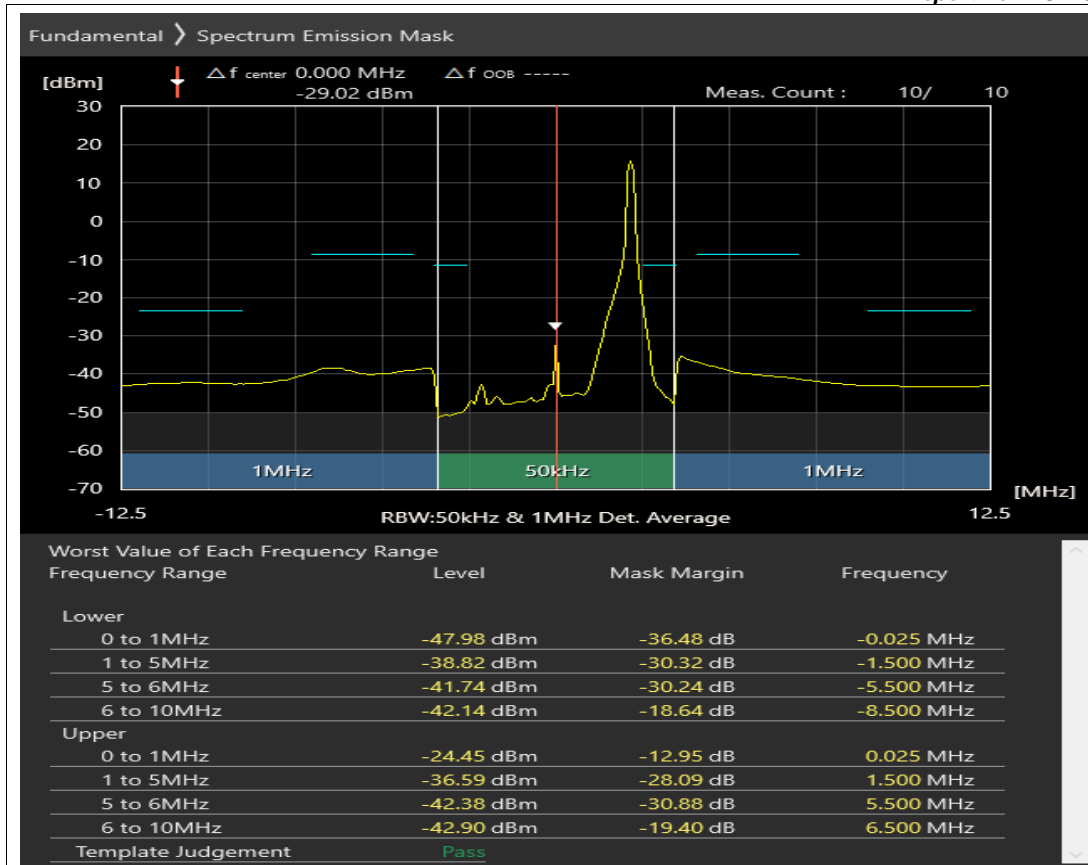 Fundamental 》 Spectrum Emission Mask
[dBm] △f center 0.000 MHz △f OOB -----
-29.02 dBm Meas. Count : 10/ 10
30
20
10
0
-10
-20
-30
-40
-50
-60
1MHz 50kHz 1MHz
-70
[MHz]
-12.5 RBW:50kHz & 1MHz Det. Average 12.5
Worst Value of Each Frequency Range
Frequency Range Level Mask Margin Frequency
Lower
0 to 1MHz -47.98 dBm -36.48 dB -0.025 MHz
1 to 5MHz -38.82 dBm -30.32 dB -1.500 MHz
5 to 6MHz -41.74 dBm -30.24 dB -5.500 MHz
6 to 10MHz -42.14 dBm -18.64 dB -8.500 MHz
Upper
0 to 1MHz -24.45 dBm -12.95 dB 0.025 MHz
1 to 5MHz -36.59 dBm -28.09 dB 1.500 MHz
5 to 6MHz -42.38 dBm -30.88 dB 5.500 MHz
6 to 10MHz -42.90 dBm -19.40 dB 6.500 MHz
Template Judgement Pass